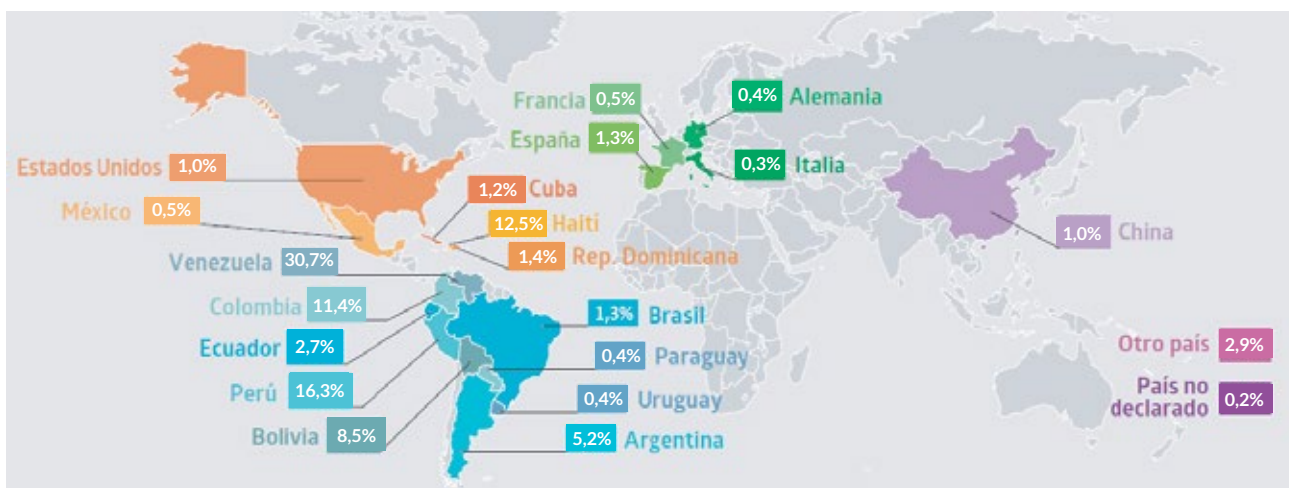 Francia 0,5%
0,4% Alemania
España 1,3%
0,3% Italia
Estados Unidos 1,0%
1,2% Cuba
México 0,5%
12,5% Haití
1,0% China
Venezuela 30,7%
1,4% Rep. Dominicana
Colombia 11,4%
1,3% Brasil
Ecuador 2,7%
0,4% Paraguay
Otro país 2,9%
Perú 16,3%
0,4% Uruguay
País no
declarado 0,2%
Bolivia 8,5%
5,2% Argentina